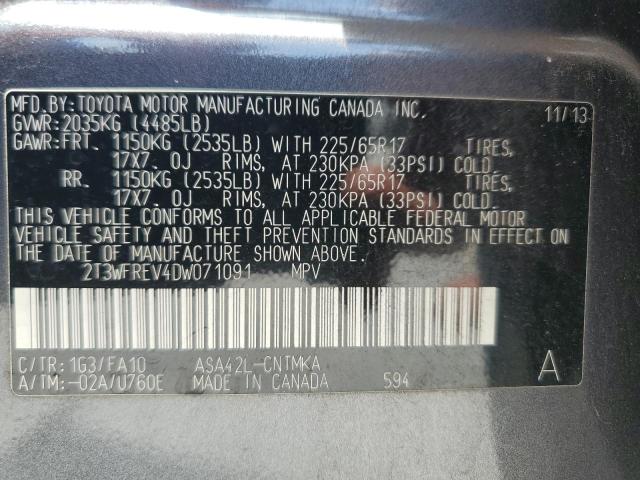 MFD.BY:TOYOTA MOTOR MANUFACTURING CANADA INC. 11/13
GVWR:2035KG (4485LB)
GAWR:FRT. 1150KG (2535LB) WITH 225/65R17 TIRES,
17X7.0J RIMS, AT 230KPA (33PSI) COLD.
RR. 1150KG (2535LB) WITH 225/65R17 TIRES,
17X7.0J RIMS, AT 230KPA (33PSI) COLD.
THIS VEHICLE CONFORMS TO ALL APPLICABLE FEDERAL MOTOR
VEHICLE SAFETY AND THEFT PREVENTION STANDARDS IN EFFECT ON
THE DATE OF MANUFACTURE SHOWN ABOVE.
2T3WFREV4DW071091 MPV
C/TR:1G3/FA10 ASA42L-CNTMKA
A/TM:-02A/U760E MADE IN CANADA 594 A